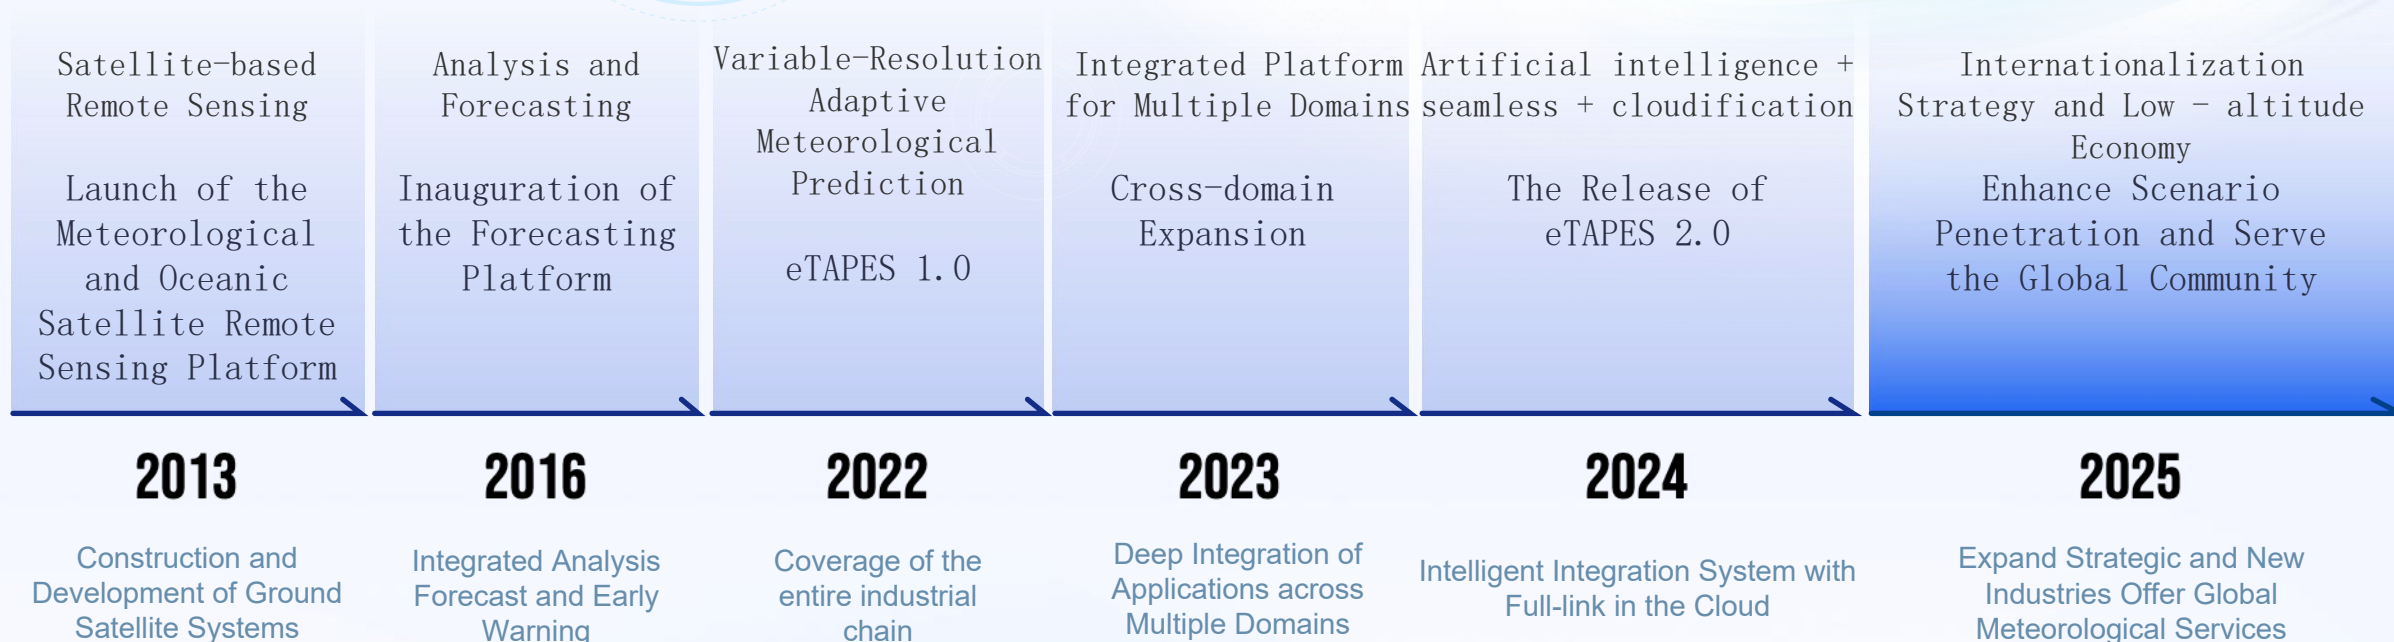 Satellite-based
Remote Sensing
Launch of the
Meteorological
and Oceanic
Satellite Remote
Sensing Platform
2013
Construction and
Development of Ground
Satellite Systems
Analysis and
Forecasting
Inauguration of
the Forecasting
Platform
2016
Integrated Analysis
Forecast and Early
Warning
Variable-Resolution
Adaptive
Meteorological
Prediction
eTAPES 1.0
2022
Coverage of the
entire industrial
chain
Integrated Platform
for Multiple Domains
Cross-domain
Expansion
2023
Deep Integration of
Applications across
Multiple Domains
Artificial intelligence +
seamless + cloudification
The Release of
eTAPES 2.0
2024
Intelligent Integration System with
Full-link in the Cloud
Internationalization
Strategy and Low - altitude
Economy
Enhance Scenario
Penetration and Serve
the Global Community
2025
Expand Strategic and New
Industries Offer Global
Meteorological Services